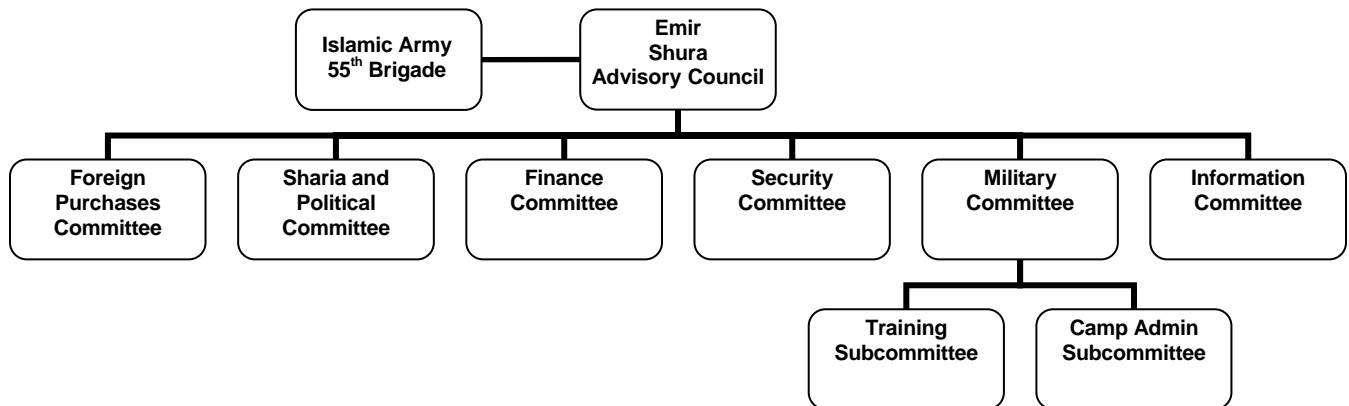 Islamic Army
55th Brigade
Emir
Shura
Advisory Council
Foreign
Purchases
Committee
Sharia and
Political
Committee
Finance
Committee
Security
Committee
Military
Committee
Information
Committee
Training
Subcommittee
Camp Admin
Subcommittee